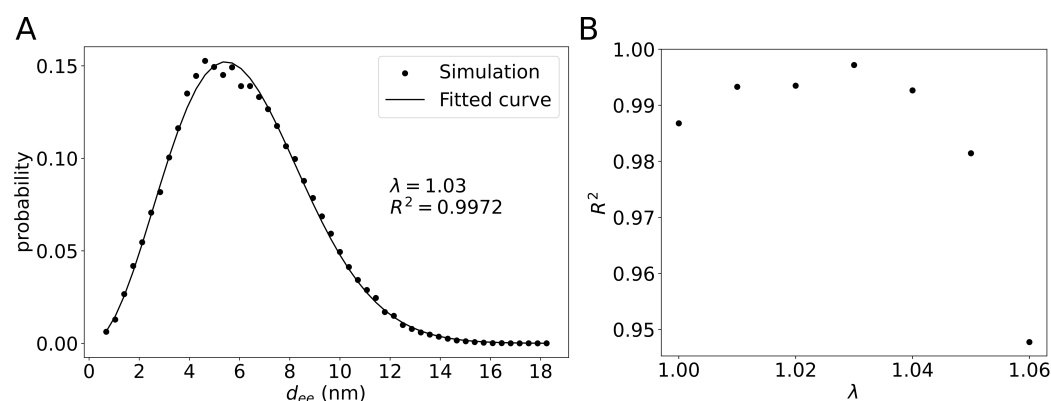 A
0.15
0.10
0.05
0.00
probability
Simulation
Fitted curve
λ = 1.03
R² = 0.9972
0 2 4 6 8 10 12 14 16 18
d_ee (nm)
B
1.00
0.99
0.98
0.97
0.96
0.95
R²
1.00 1.02 1.04 1.06
λ